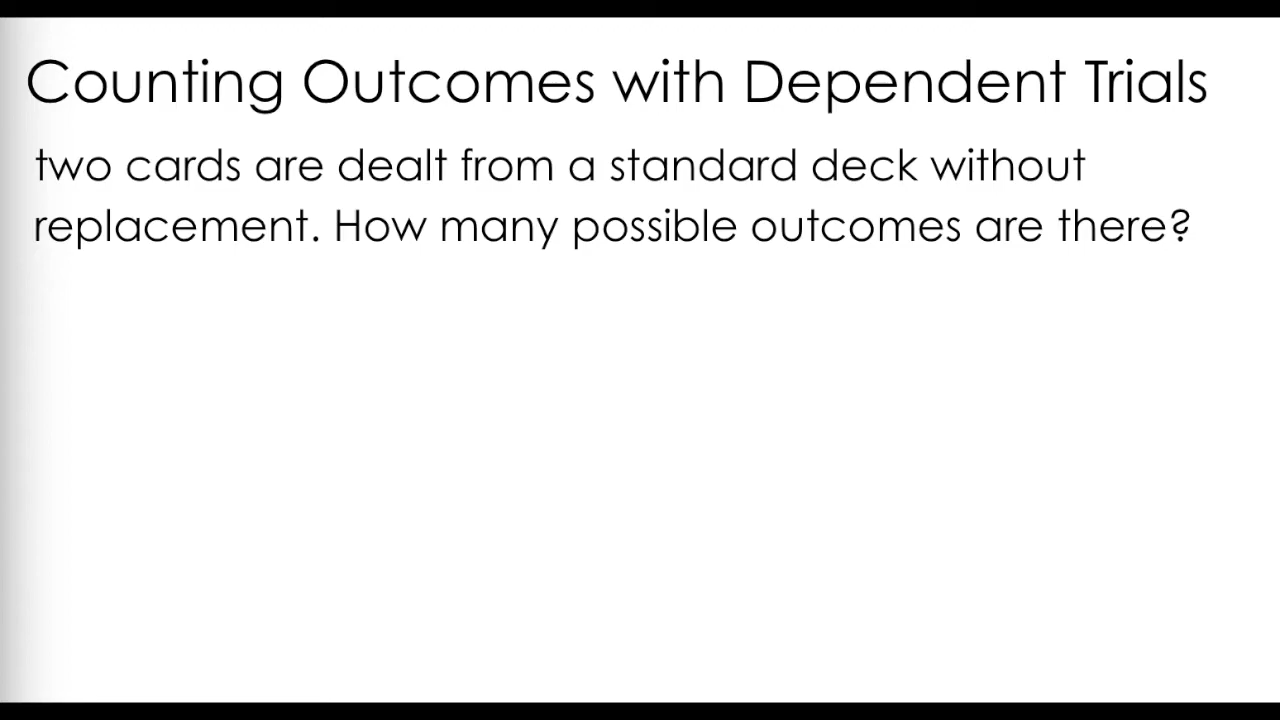 Counting Outcomes with Dependent Trials
two cards are dealt from a standard deck without
replacement. How many possible outcomes are there?